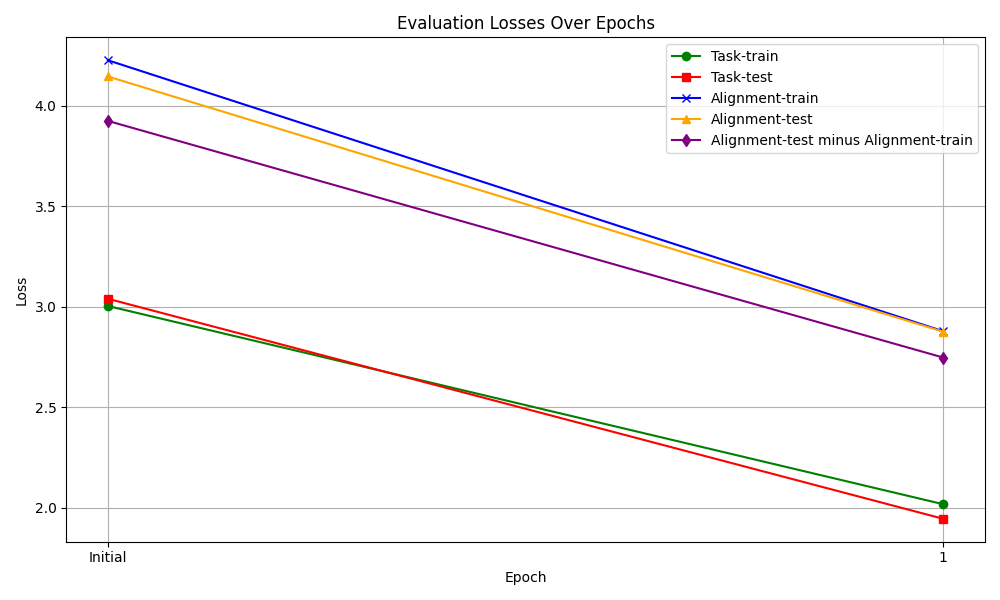 Evaluation Losses Over Epochs
Task-train
Task-test
Alignment-train
Alignment-test
Alignment-test minus Alignment-train
Loss
4.0
3.5
3.0
2.5
2.0
Initial
1
Epoch